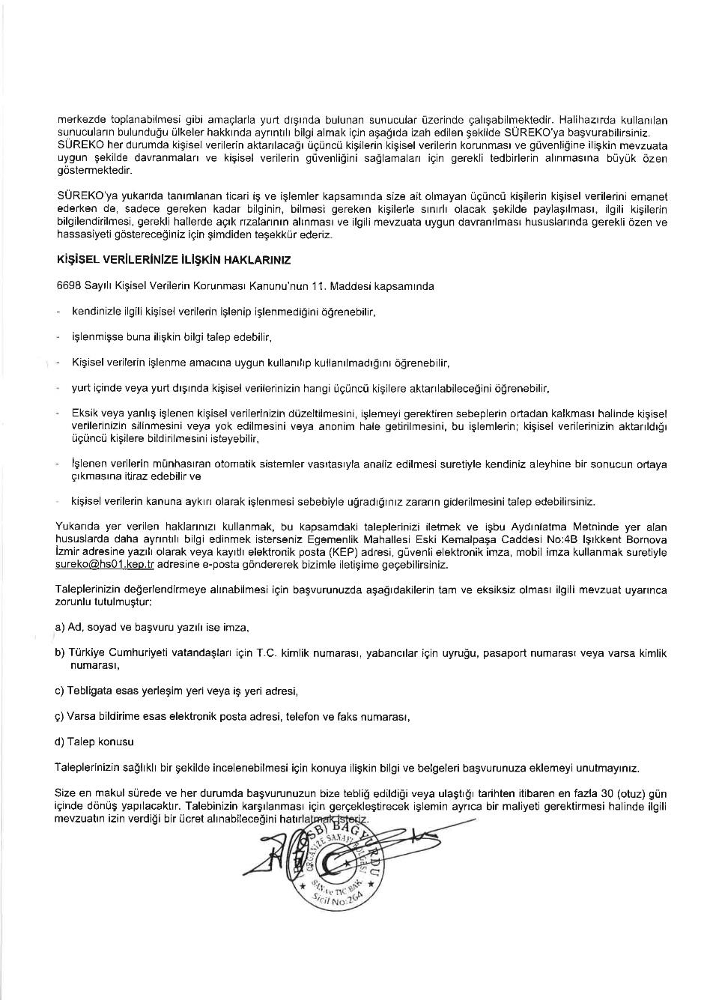 merkezde toplanabilmesi gibi amaçlarla yurt dışında bulunan sunucular üzerinde çalışabilmektedir. Halihazırda kullanılan
sunucuların bulunduğu ülkeler hakkında ayrıntılı bilgi almak için aşağıda izah edilen şekilde SÜREKO'ya başvurabilirsiniz.
SÜREKO her durumda kişisel verilerin aktarılacağı üçüncü kişilerin kişisel verilerin korunması ve güvenliğine ilişkin mevzuata
uygun şekilde davranmaları ve kişisel verilerin güvenliğini sağlamaları için gerekli tedbirlerin alınmasına büyük özen
göstermektedir.
SÜREKO'ya yukarıda tanımlanan ticari iş ve işlemler kapsamında size ait olmayan üçüncü kişilerin kişisel verilerini emanet
ederken de, sadece gereken kadar bilginin, bilmesi gereken kişilerle sınırlı olacak şekilde paylaşılması, ilgili kişilerin
bilgilendirilmesi, gerekli hallerde açık rızalarının alınması ve ilgili mevzuata uygun davranılması hususlarında gerekli özen ve
hassasiyeti göstereceğiniz için şimdiden teşekkür ederiz.
KİŞİSEL VERİLERİNİZE İLİŞKİN HAKLARINIZ
6698 Sayılı Kişisel Verilerin Korunması Kanunu'nun 11. Maddesi kapsamında
- kendinizle ilgili kişisel verilerin işlenip işlenmediğini öğrenebilir,
- işlenmişse buna ilişkin bilgi talep edebilir,
- Kişisel verilerin işlenme amacına uygun kullanılıp kullanılmadığını öğrenebilir,
- yurt içinde veya yurt dışında kişisel verilerinizin hangi üçüncü kişilere aktarılabileceğini öğrenebilir,
- Eksik veya yanlış işlenen kişisel verilerinizin düzeltilmesini, işlemeyi gerektiren sebeplerin ortadan kalkması halinde kişisel
verilerinizin silinmesini veya yok edilmesini veya anonim hale getirilmesini, bu işlemlerin; kişisel verilerinizin aktarıldığı
üçüncü kişilere bildirilmesini isteyebilir,
- İşlenen verilerin münhasıran otomatik sistemler vasıtasıyla analiz edilmesi suretiyle kendiniz aleyhine bir sonucun ortaya
çıkmasına itiraz edebilir ve
- kişisel verilerin kanuna aykırı olarak işlenmesi sebebiyle uğradığınız zararın giderilmesini talep edebilirsiniz.
Yukarıda yer verilen haklarınızı kullanmak, bu kapsamdaki taleplerinizi iletmek ve işbu Aydınlatma Metninde yer alan
hususlarda daha ayrıntılı bilgi edinmek isterseniz Egemenlik Mahallesi Eski Kemalpaşa Caddesi No:4B Işıkkent Bornova
İzmir adresine yazılı olarak veya kayıtlı elektronik posta (KEP) adresi, güvenli elektronik imza, mobil imza kullanmak suretiyle
sureko@hs01.kep.tr adresine e-posta göndererek bizimle iletişime geçebilirsiniz.
Taleplerinizin değerlendirmeye alınabilmesi için başvurunuzda aşağıdakilerin tam ve eksiksiz olması ilgili mevzuat uyarınca
zorunlu tutulmuştur:
a) Ad, soyad ve başvuru yazılı ise imza,
b) Türkiye Cumhuriyeti vatandaşları için T.C. kimlik numarası, yabancılar için uyruğu, pasaport numarası veya varsa kimlik
numarası,
c) Tebligata esas yerleşim yeri veya iş yeri adresi,
ç) Varsa bildirime esas elektronik posta adresi, telefon ve faks numarası,
d) Talep konusu
Taleplerinizin sağlıklı bir şekilde incelenebilmesi için konuya ilişkin bilgi ve belgeleri başvurunuza eklemeyi unutmayınız.
Size en makul sürede ve her durumda başvurunuzun bize tebliğ edildiği veya ulaştığı tarihten itibaren en fazla 30 (otuz) gün
içinde dönüş yapılacaktır. Talebinizin karşılanması için gerçekleştirecek işlemin ayrıca bir maliyeti gerektirmesi halinde ilgili
mevzuatın izin verdiği bir ücret alınabileceğini hatırlatmak isteriz.
OSB) BAĞYURDU
ORGANİZE SANAYİ BÖLGESİ
SAN. ve TİC BAK.
Sicil No:264